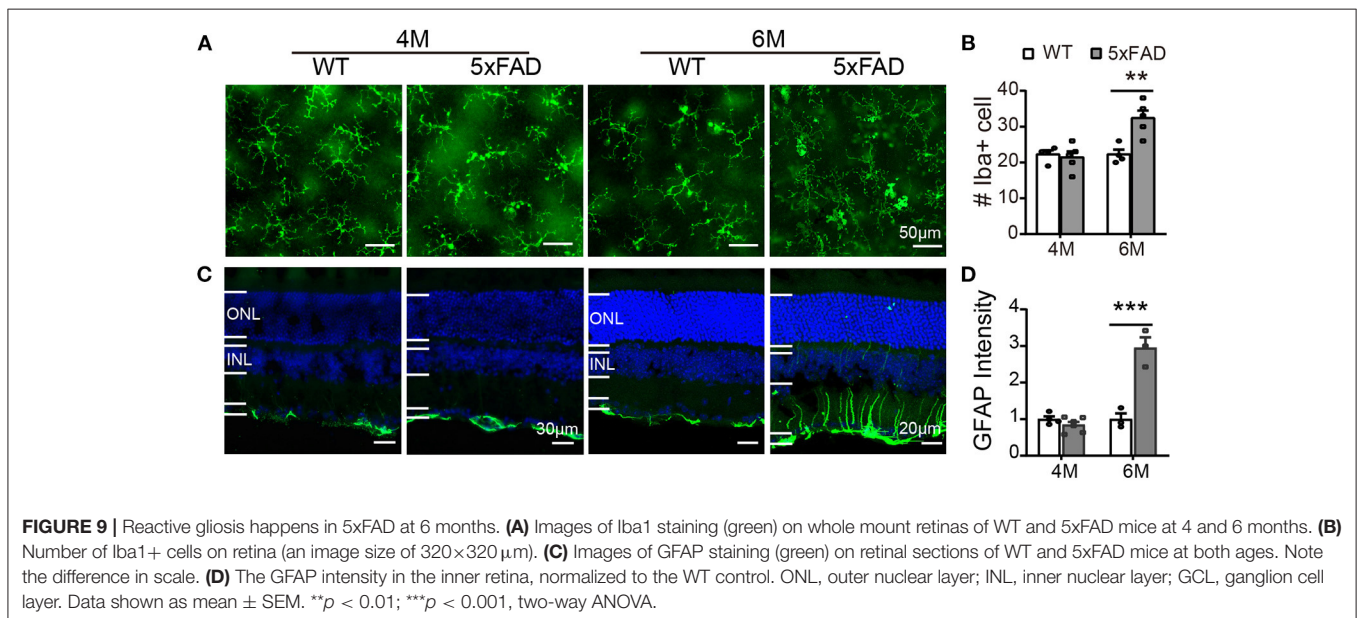 A
4M
6M
WT
5xFAD
WT
5xFAD
50µm
B
WT
5xFAD
**
# Iba+ cell
40
30
20
10
0
4M
6M
C
ONL
INL
30µm
ONL
INL
20µm
D
***
GFAP Intensity
4
3
2
1
0
4M
6M
FIGURE 9 | Reactive gliosis happens in 5xFAD at 6 months. (A) Images of Iba1 staining (green) on whole mount retinas of WT and 5xFAD mice at 4 and 6 months. (B)
Number of Iba1+ cells on retina (an image size of 320×320 µm). (C) Images of GFAP staining (green) on retinal sections of WT and 5xFAD mice at both ages. Note
the difference in scale. (D) The GFAP intensity in the inner retina, normalized to the WT control. ONL, outer nuclear layer; INL, inner nuclear layer; GCL, ganglion cell
layer. Data shown as mean ± SEM. **p < 0.01; ***p < 0.001, two-way ANOVA.